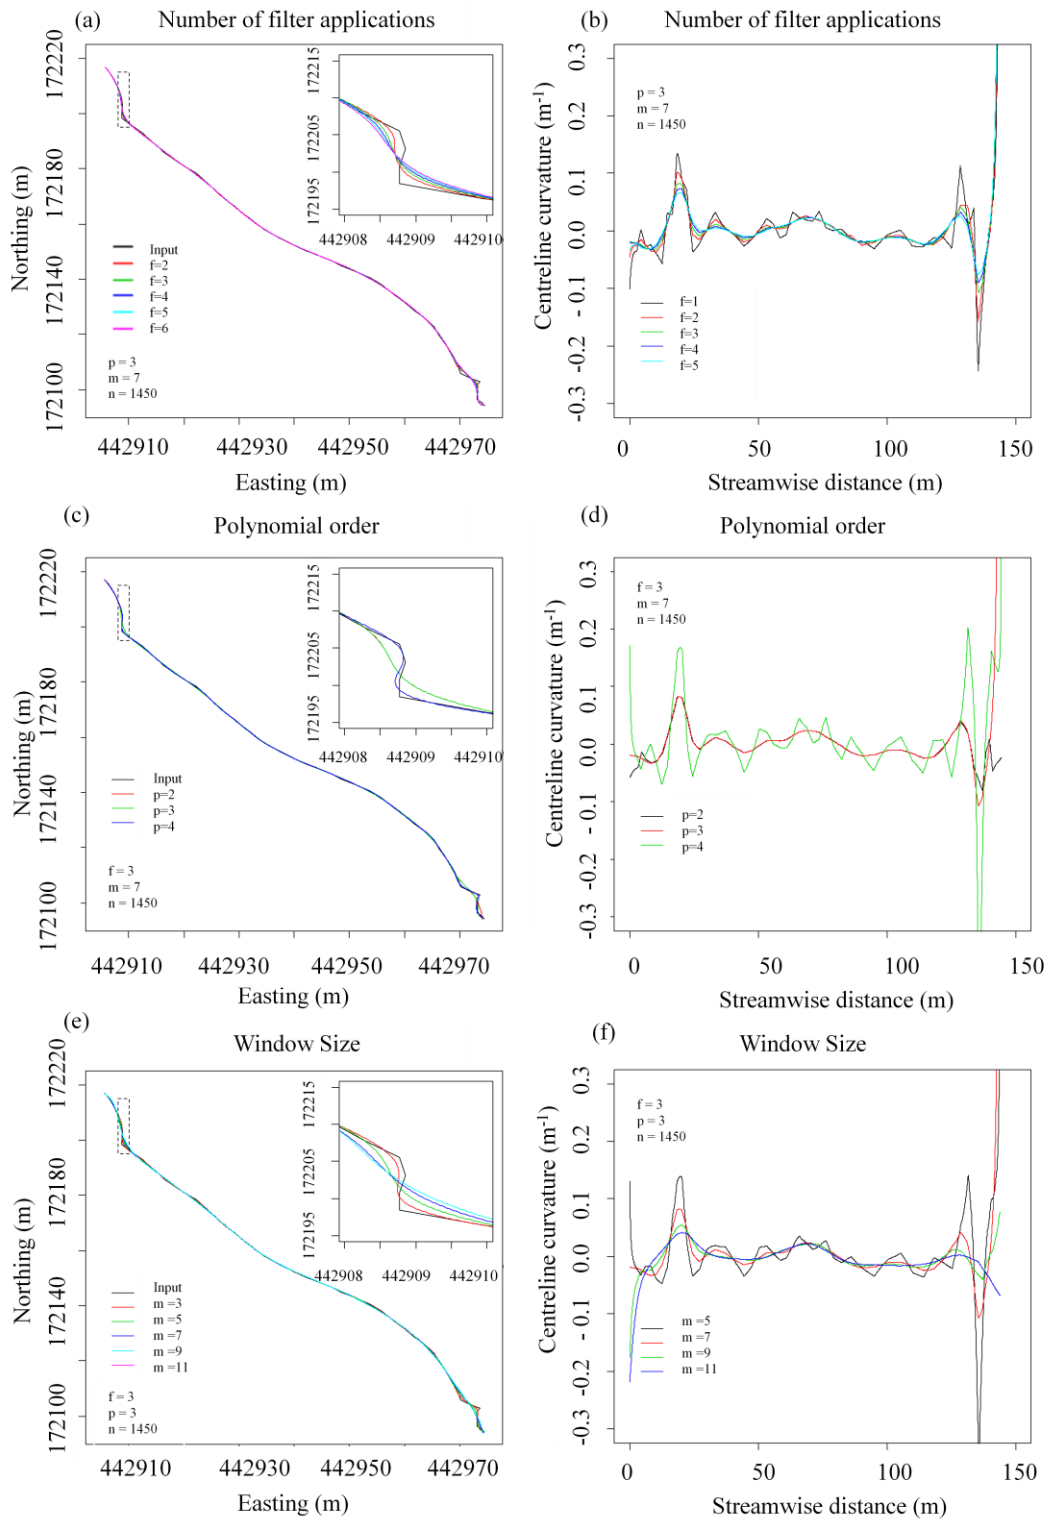 (a) Number of filter applications
172220
172180
172140
172100
Northing (m)
172215
172205
172195
442908 442909 442910
Input
f=2
f=3
f=4
f=5
f=6
p = 3
m = 7
n = 1450
442910 442930 442950 442970
Easting (m)
(b) Number of filter applications
0.3
0.2
0.1
0.0
-0.1
-0.2
-0.3
Centreline curvature (m-1)
p = 3
m = 7
n = 1450
f=1
f=2
f=3
f=4
f=5
0 50 100 150
Streamwise distance (m)
(c) Polynomial order
172220
172180
172140
172100
Northing (m)
172215
172205
172195
442908 442909 442910
Input
p=2
p=3
p=4
f = 3
m = 7
n = 1450
442910 442930 442950 442970
Easting (m)
(d) Polynomial order
0.3
0.2
0.1
0.0
- 0.1
-0.2
-0.3
Centreline curvature (m-1)
f = 3
m = 7
n = 1450
p=2
p=3
p=4
0 50 100 150
Streamwise distance (m)
(e) Window Size
172220
172180
172140
172100
Northing (m)
172215
172205
172195
442908 442909 442910
Input
m =3
m =5
m =7
m =9
m =11
f = 3
p = 3
n = 1450
442910 442930 442950 442970
Easting (m)
(f) Window Size
0.3
0.2
0.1
0.0
- 0.1
-0.2
-0.3
Centreline curvature (m-1)
f = 3
p = 3
n = 1450
m =5
m =7
m =9
m =11
0 50 100 150
Streamwise distance (m)